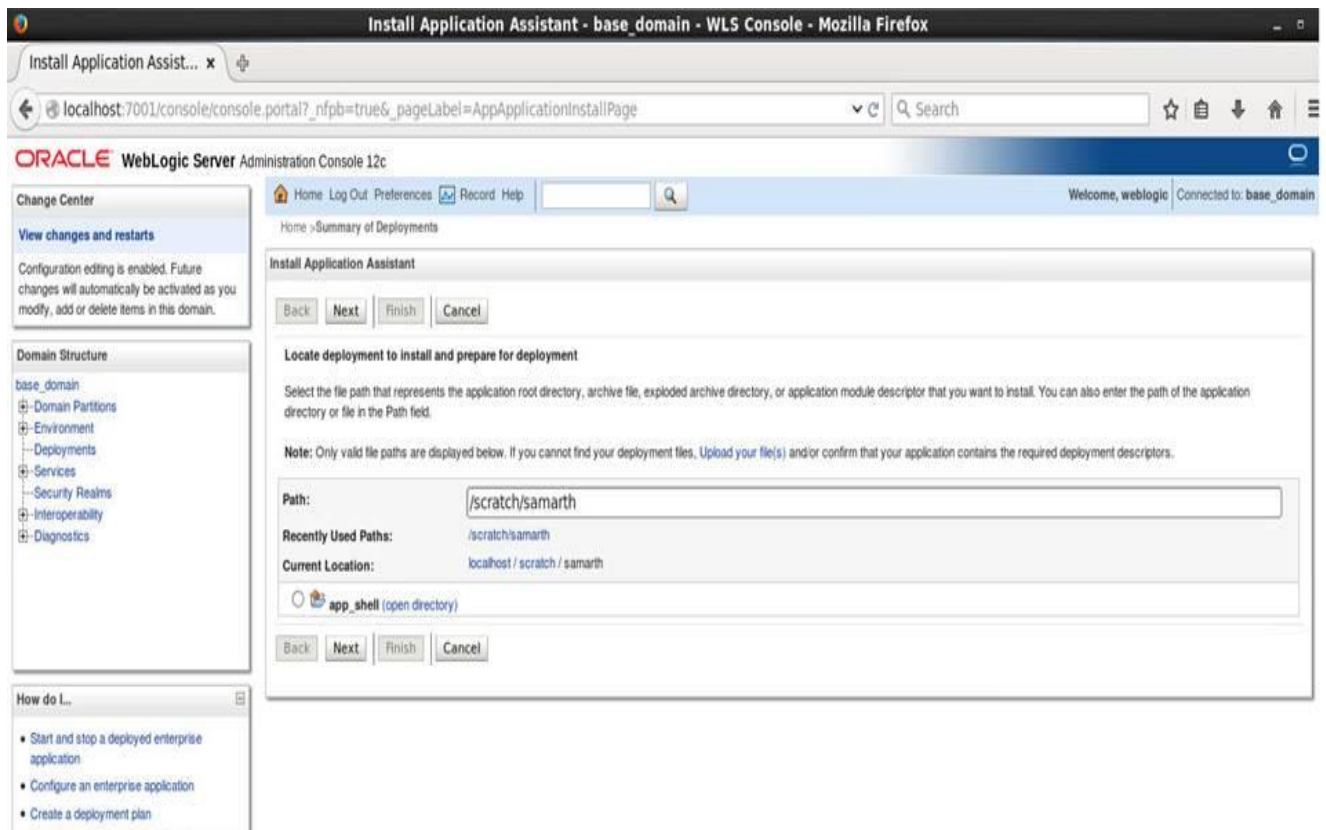 Install Application Assistant - base_domain - WLS Console - Mozilla Firefox
Install Application Assist... x
localhost:7001/console/console.portal?_nfpb=true&_pageLabel=AppApplicationInstallPage
Search
ORACLE WebLogic Server Administration Console 12c
Change Center
View changes and restarts
Configuration editing is enabled. Future
changes will automatically be activated as you
modify, add or delete items in this domain.
Domain Structure
base_domain
Domain Partitions
Environment
Deployments
Services
Security Realms
Interoperability
Diagnostics
How do I...
• Start and stop a deployed enterprise
application
• Configure an enterprise application
• Create a deployment plan
Home Log Out Preferences Record Help
Welcome, weblogic Connected to: base_domain
Home >Summary of Deployments
Install Application Assistant
Back Next Finish Cancel
Locate deployment to install and prepare for deployment
Select the file path that represents the application root directory, archive file, exploded archive directory, or application module descriptor that you want to install. You can also enter the path of the application
directory or file in the Path field.
Note: Only valid file paths are displayed below. If you cannot find your deployment files, Upload your file(s) and/or confirm that your application contains the required deployment descriptors.
Path: /scratch/samarth
Recently Used Paths: /scratch/samarth
Current Location: localhost / scratch / samarth
app_shell (open directory)
Back Next Finish Cancel